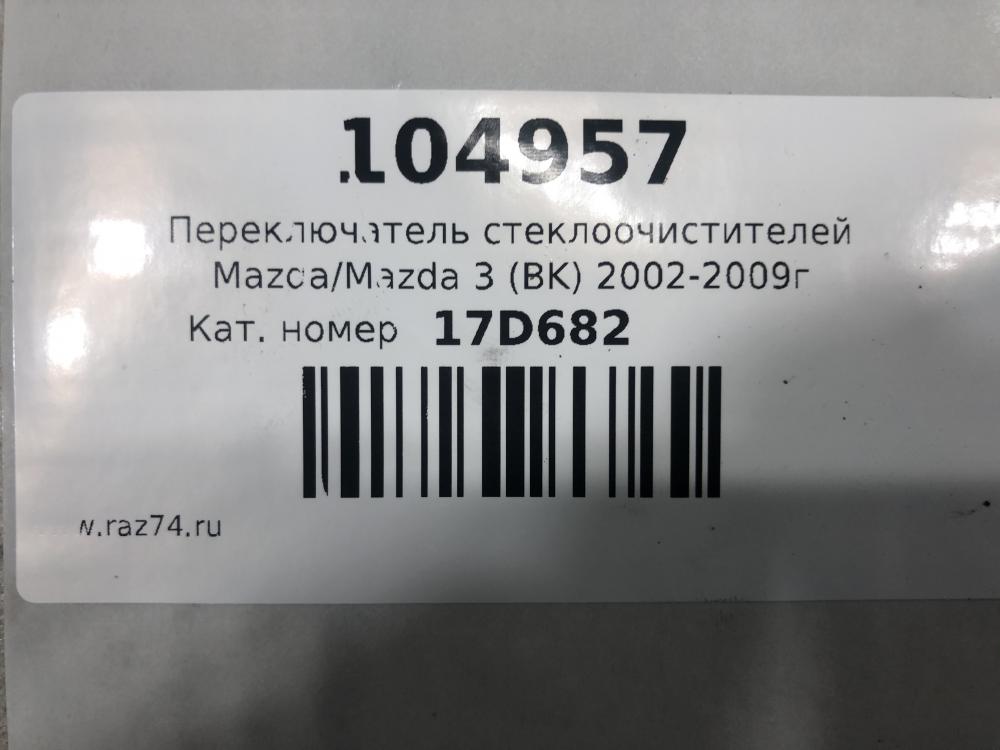 104957
Переключатель стеклоочистителей
Mazda/Mazda 3 (BK) 2002-2009г
Кат. номер 17D682
w.raz74.ru